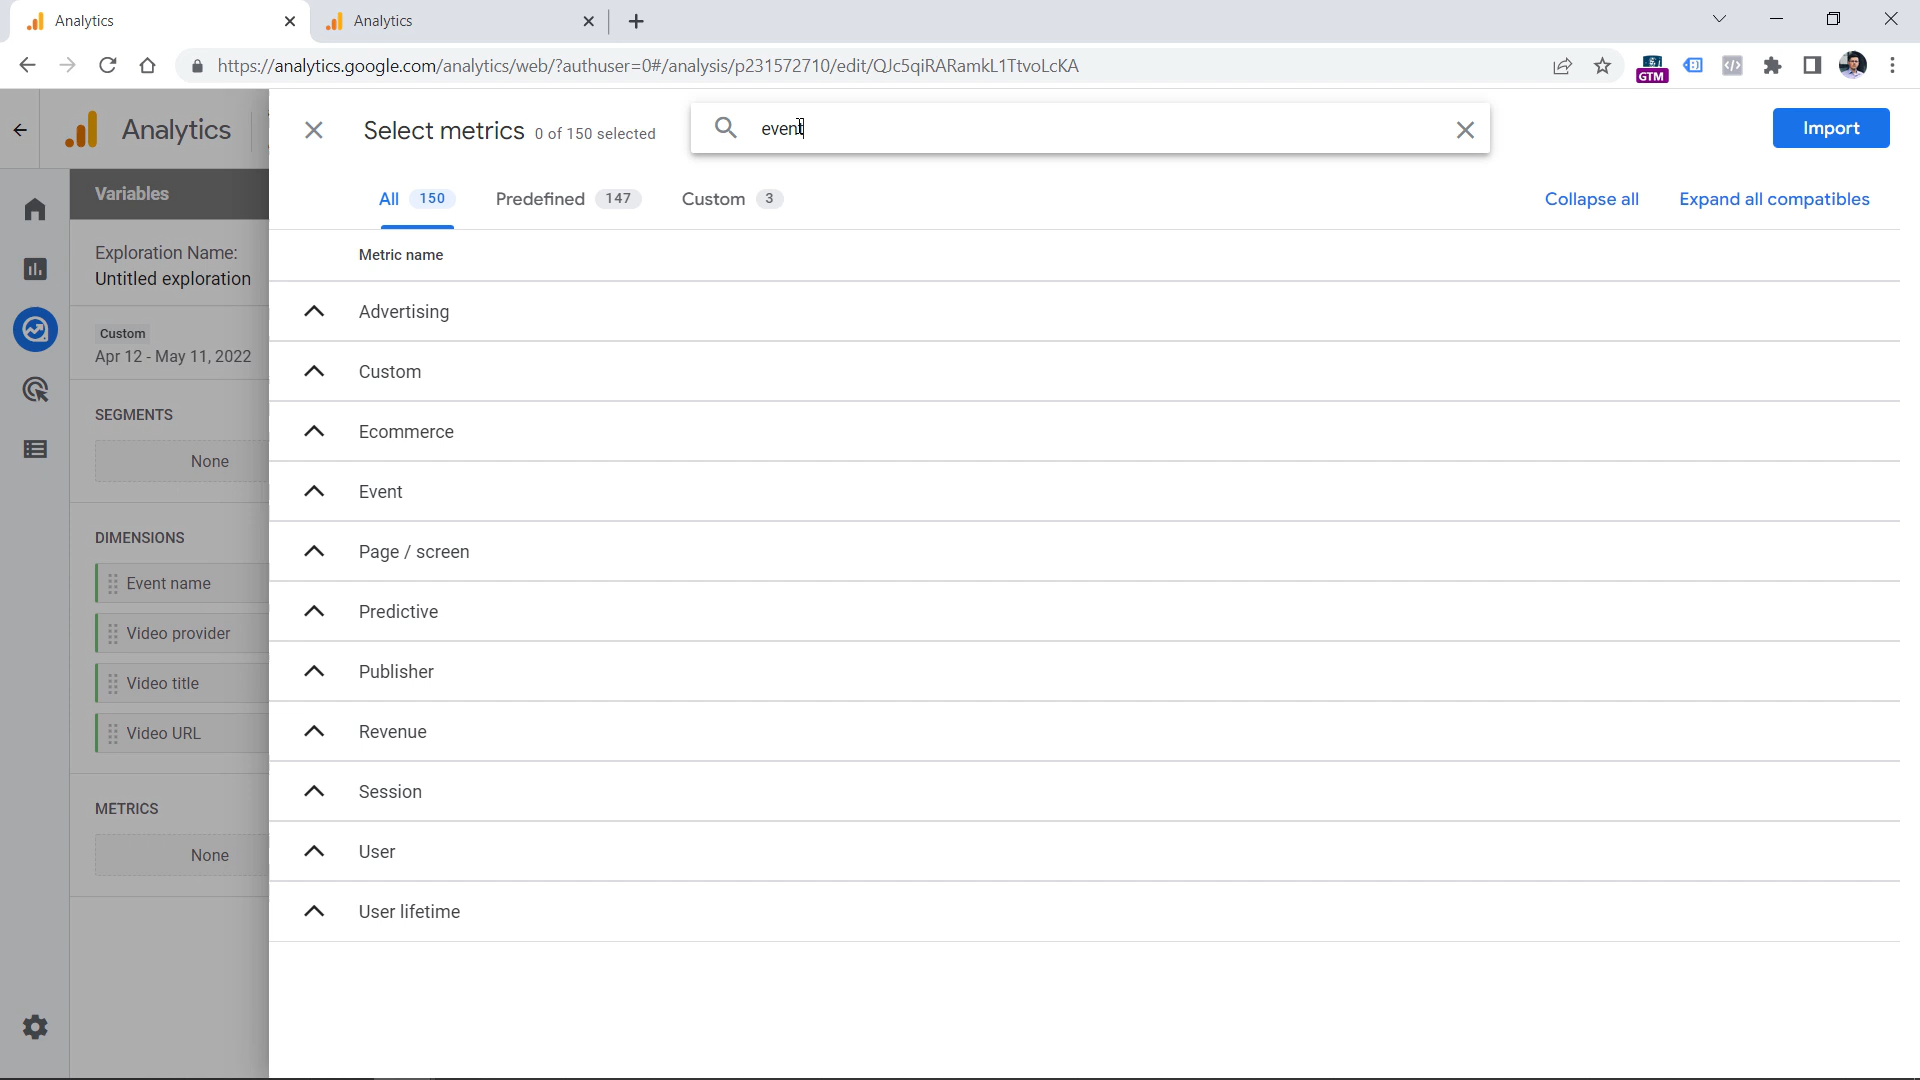 Analytics
Analytics
https://analytics.google.com/analytics/web/?authuser=0#/analysis/p231572710/edit/QJc5qiRARamkL1TtvoLcKA
GTM
Analytics
Select metrics 0 of 150 selected
event
Import
Variables
All 150
Predefined 147
Custom 3
Collapse all
Expand all compatibles
Exploration Name:
Untitled exploration
Metric name
Advertising
Custom
Apr 12 - May 11, 2022
Custom
SEGMENTS
Ecommerce
None
Event
DIMENSIONS
Page / screen
Event name
Predictive
Video provider
Publisher
Video title
Revenue
Video URL
Session
METRICS
User
None
User lifetime